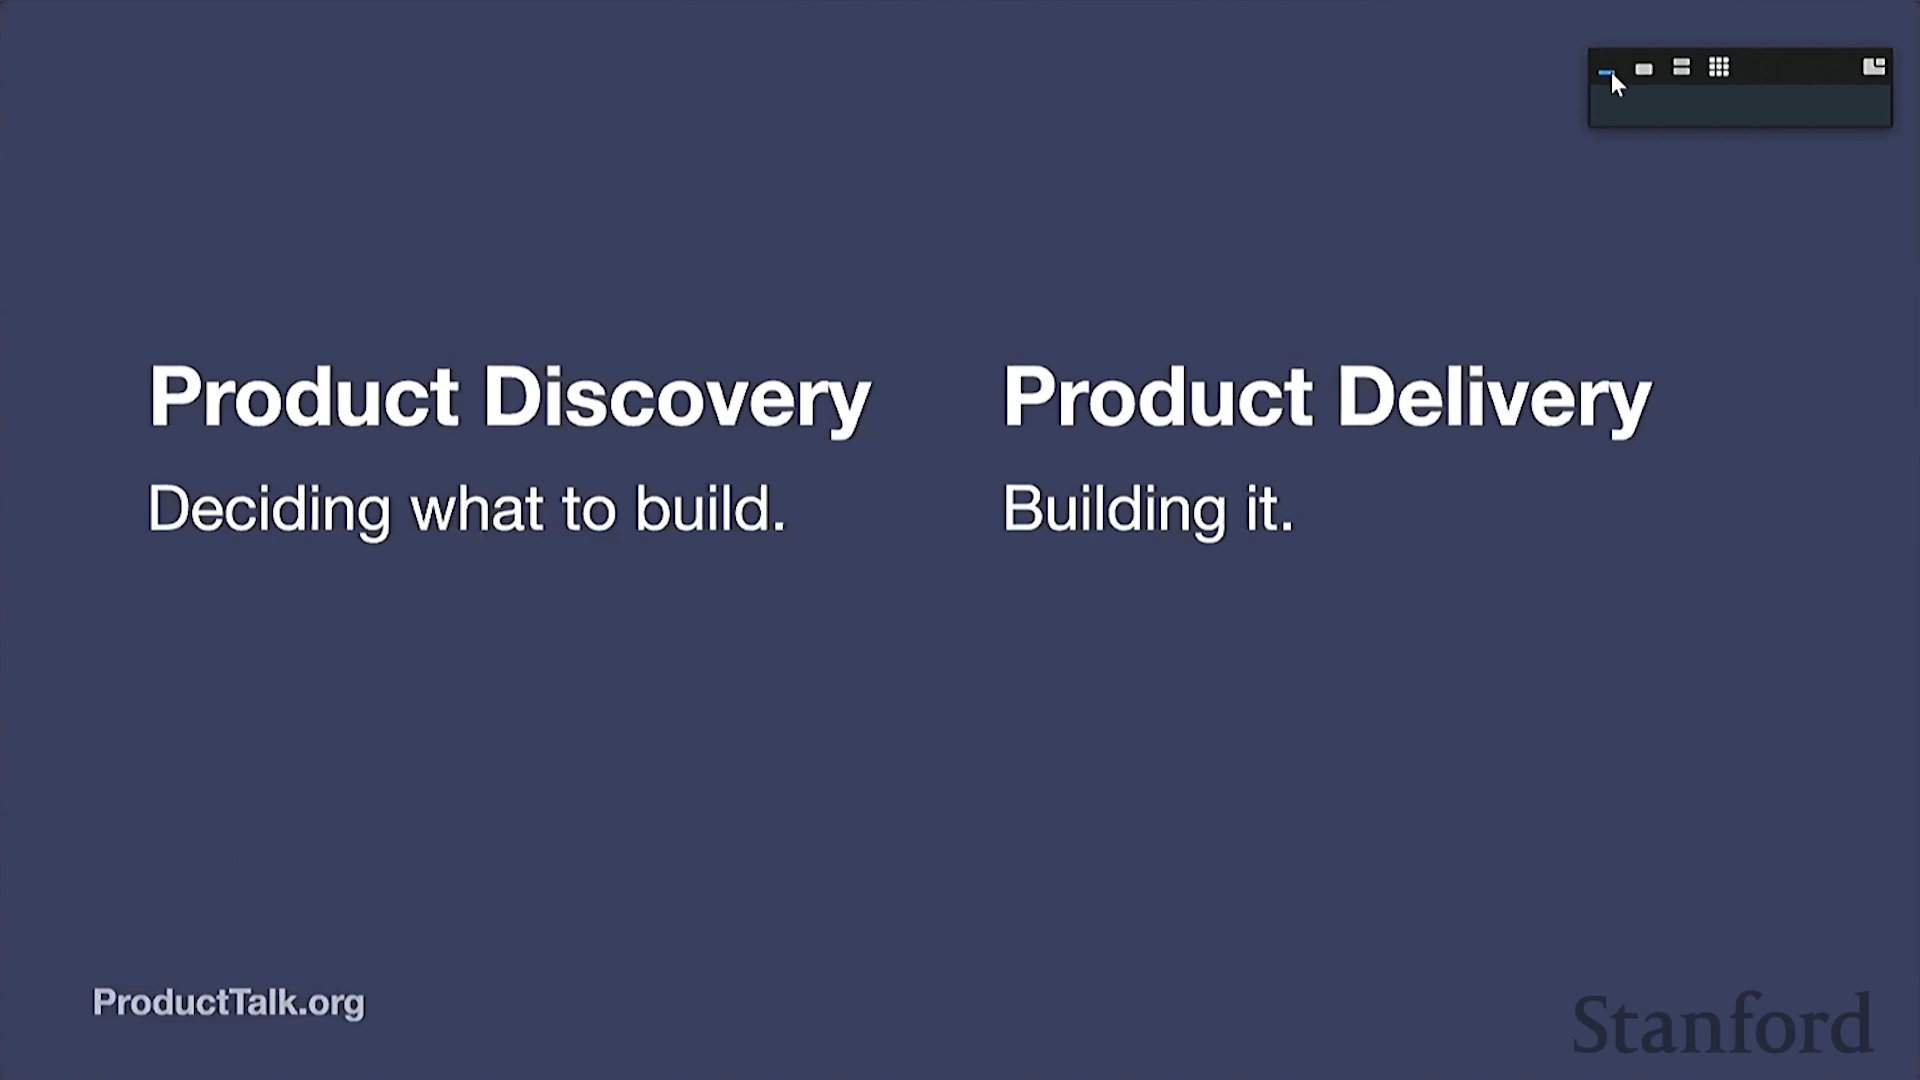 Product Discovery
Deciding what to build.
Product Delivery
Building it.
ProductTalk.org
Stanford